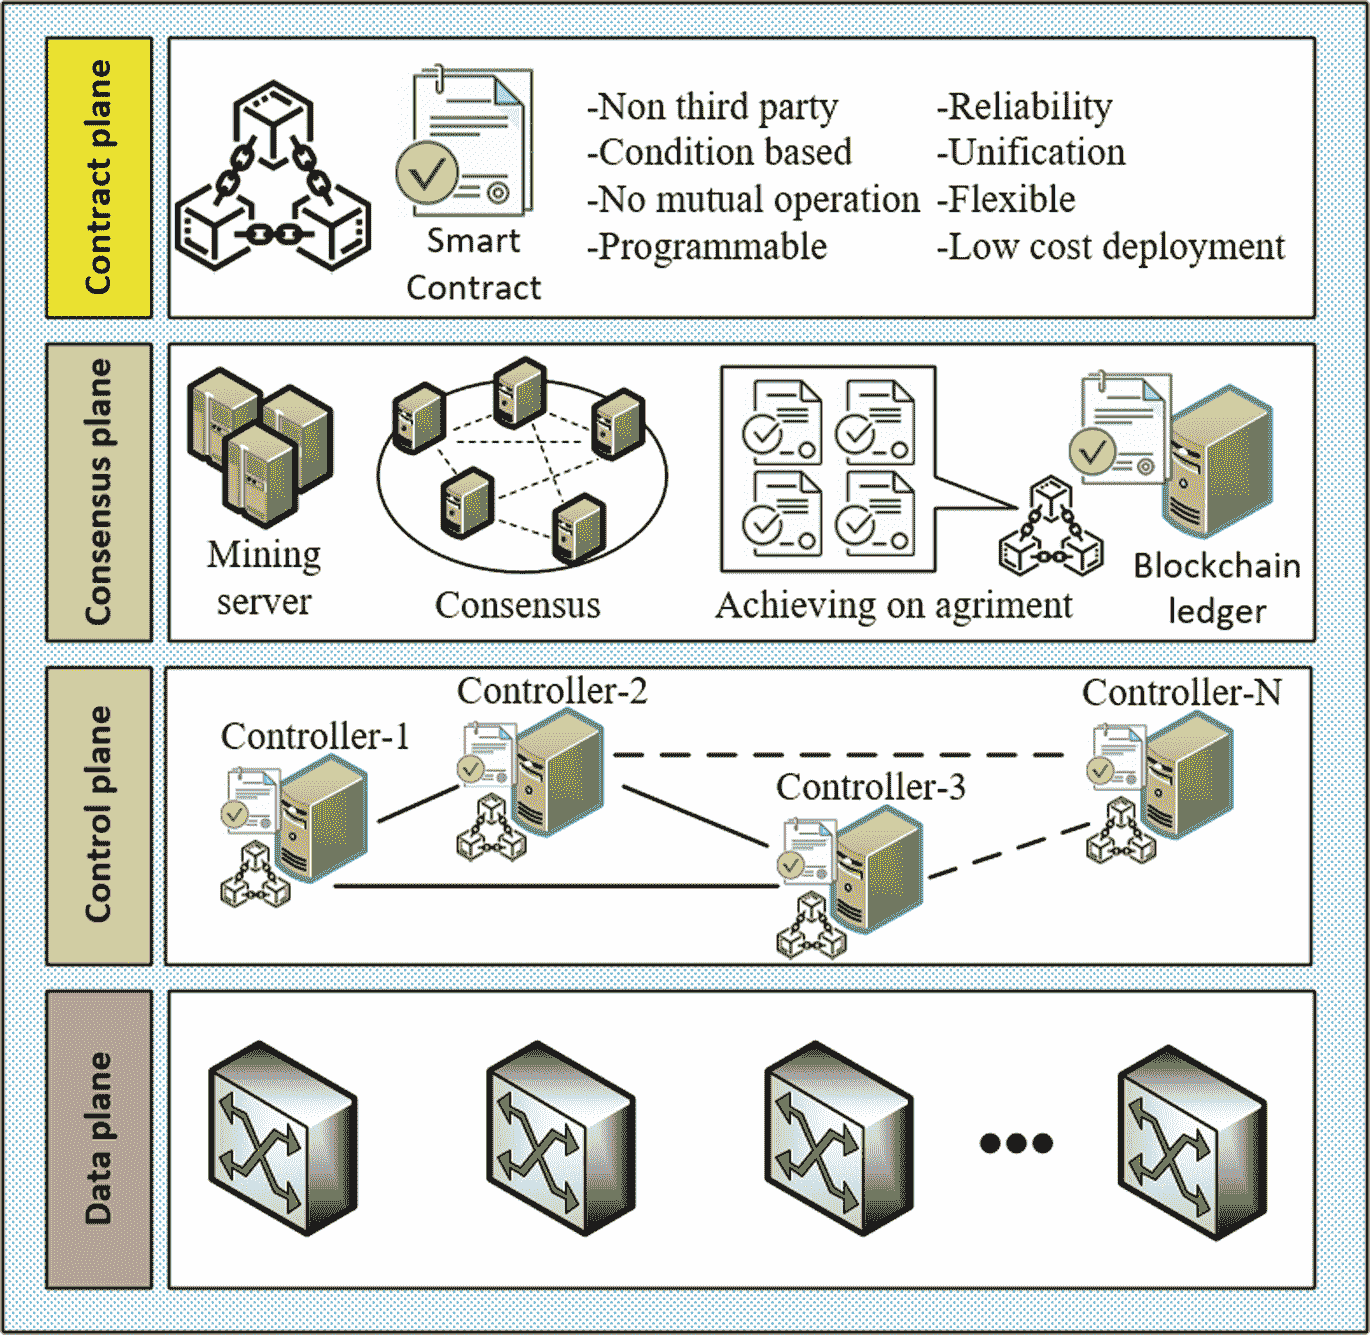 Contract plane
Smart
Contract
-Non third party
-Condition based
-No mutual operation
-Programmable
-Reliability
-Unification
-Flexible
-Low cost deployment
Consensus plane
Mining
server
Consensus
Achieving on agriment
Blockchain
ledger
Control plane
Controller-1
Controller-2
Controller-3
Controller-N
Data plane